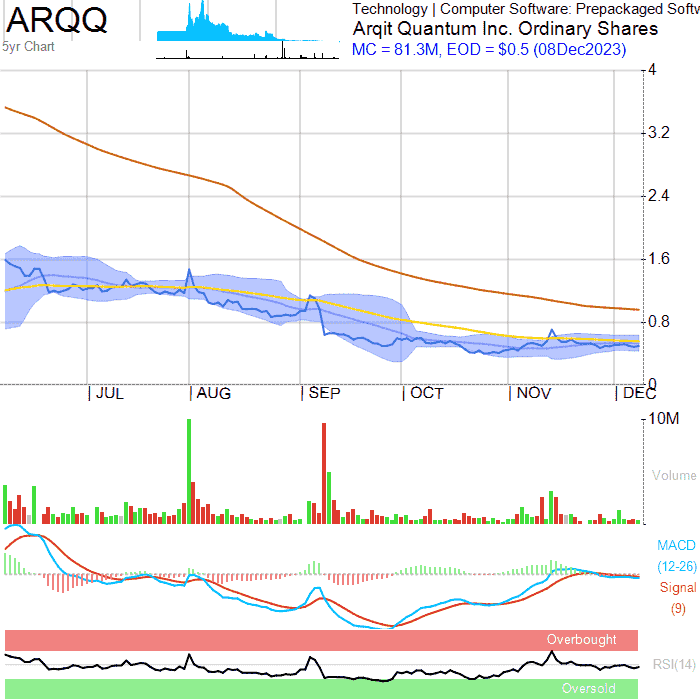 ARQQ
5yr Chart
Technology | Computer Software: Prepackaged Softw
Arqit Quantum Inc. Ordinary Shares
MC = 81.3M, EOD = $0.5 (08Dec2023)
4
3.2
2.4
1.6
0.8
0
JUL
AUG
SEP
OCT
NOV
DEC
10M
Volume
MACD
(12-26)
Signal
(9)
Overbought
RSI(14)
Oversold